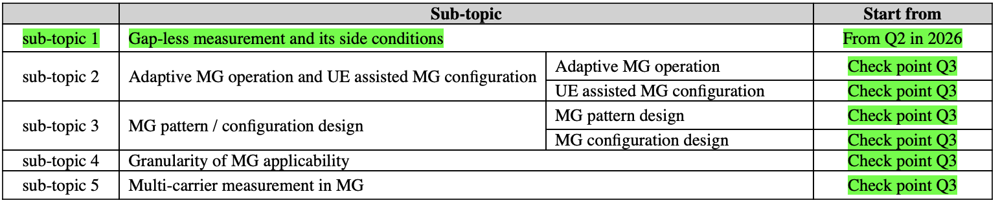 Sub-topic Start from
sub-topic 1 Gap-less measurement and its side conditions From Q2 in 2026
sub-topic 2 Adaptive MG operation and UE assisted MG configuration Adaptive MG operation Check point Q3
UE assisted MG configuration Check point Q3
sub-topic 3 MG pattern / configuration design MG pattern design Check point Q3
MG configuration design Check point Q3
sub-topic 4 Granularity of MG applicability Check point Q3
sub-topic 5 Multi-carrier measurement in MG Check point Q3